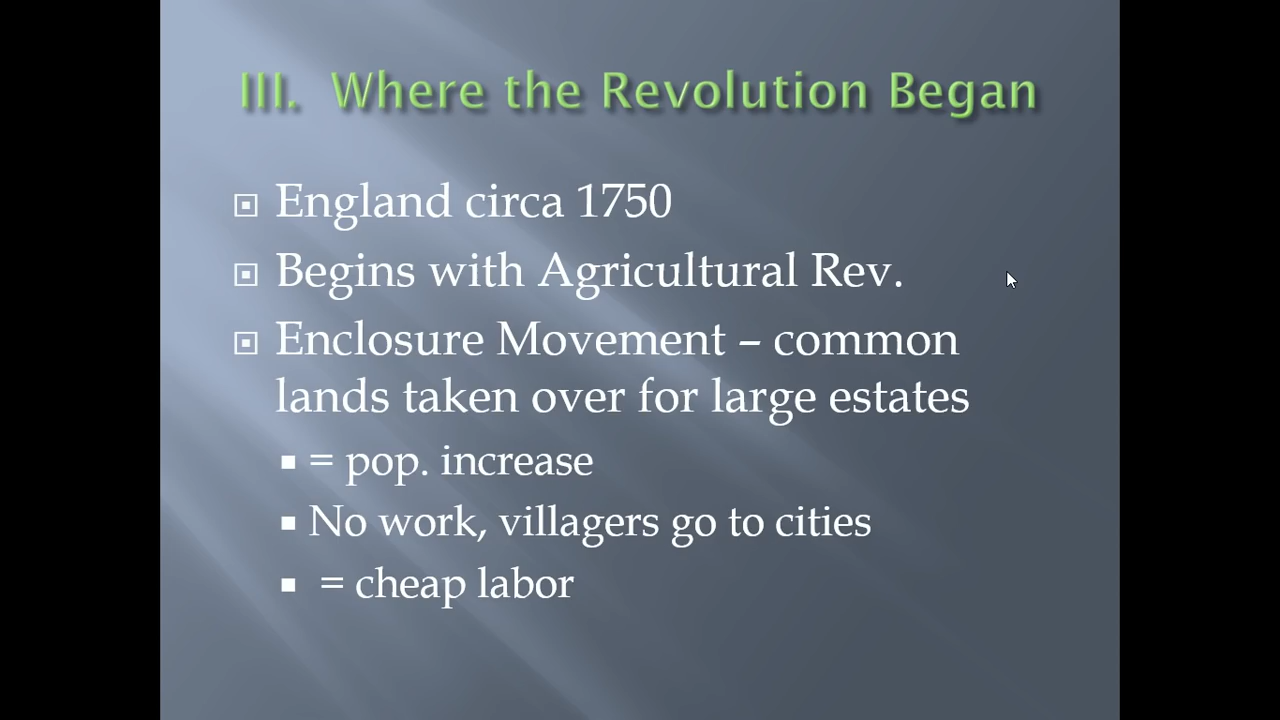 III. Where the Revolution Began
England circa 1750
Begins with Agricultural Rev.
Enclosure Movement – common
lands taken over for large estates
= pop. increase
No work, villagers go to cities
= cheap labor